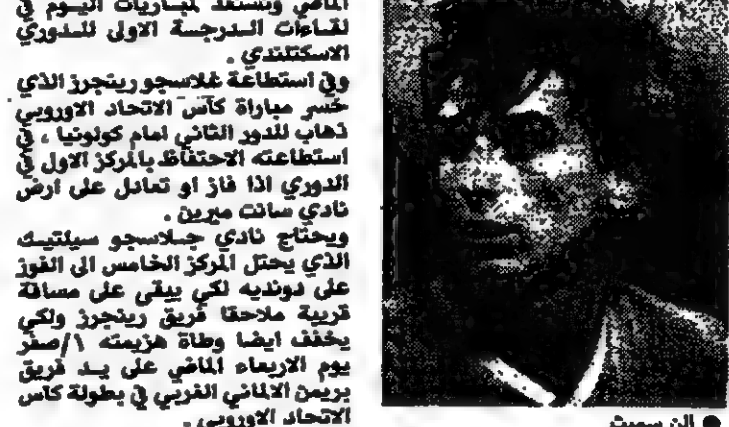 الماضي وتستعد لمباريات اليوم في
لقاءات الدرجة الاولى للدوري
الاسكتلندي .
وفي استطاعة غلاسجو رينجرز الذي
خسر مباراة كأس الاتحاد الاوروبي
ذهاب للدور الثاني امام كولونيا ، في
استطاعته الاحتفاظ بالمركز الاول في
الدوري اذا فاز او تعادل على ارض
نادي سانت ميرين .
ويحتاج نادي جلاسجو سيلتيك
الذي يحتل المركز الخامس الى الفوز
على دونديه لكي يبقى على مسافة
قريبة ملاحقا فريق رينجرز ولكي
يخفف ايضا وطاة هزيمته ١/صفر
يوم الاربعاء الماضي على يد فريق
بريمن الالماني الغربي في بطولة كاس
الاتحاد الاوروبي .
● الن سميث